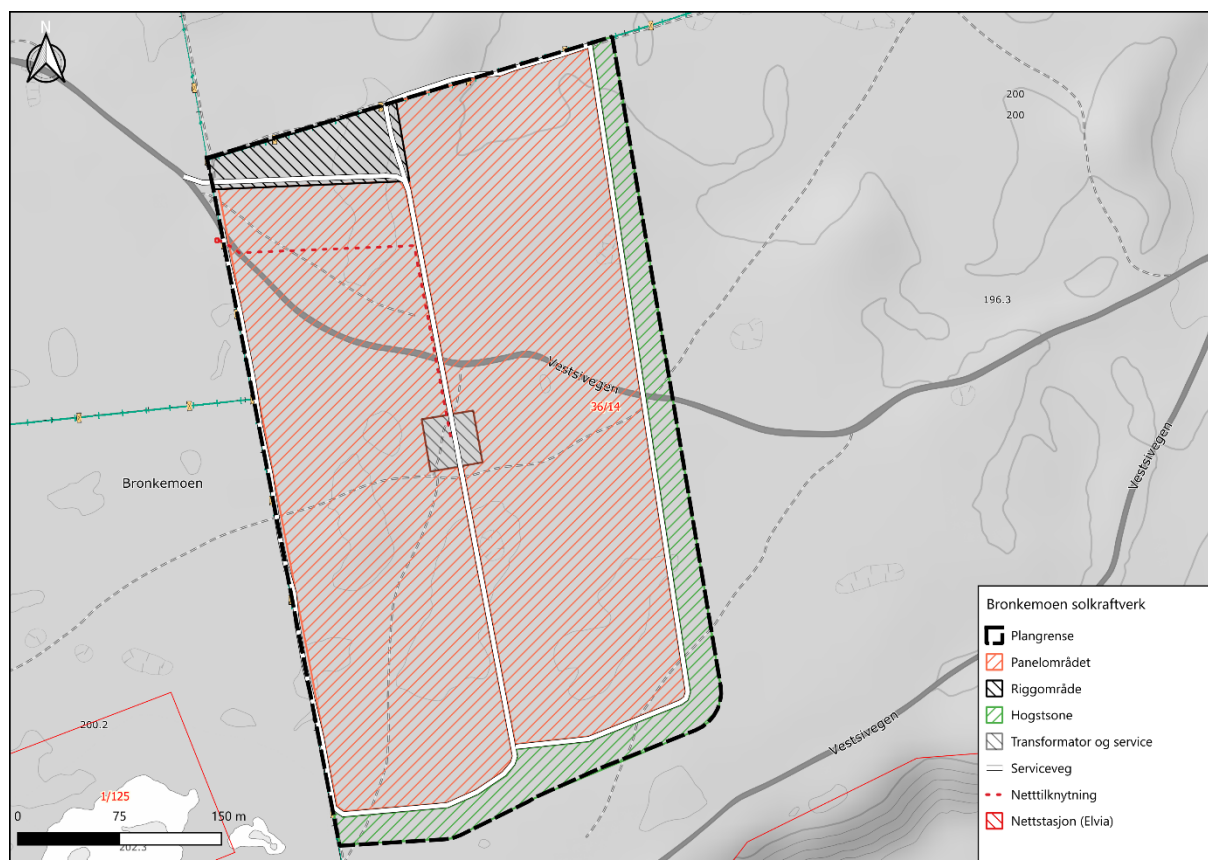 N
200
200
196.3
Vestsivegen
36/14
Vestsivegen
Bronkemoen
Vestsivegen
200.2
1/125
0 75 150 m
202.3
Bronkemoen solkraftverk
Plangrense
Panelområdet
Riggområde
Hogstsone
Transformator og service
Serviceveg
Netttilknytning
Nettstasjon (Elvia)